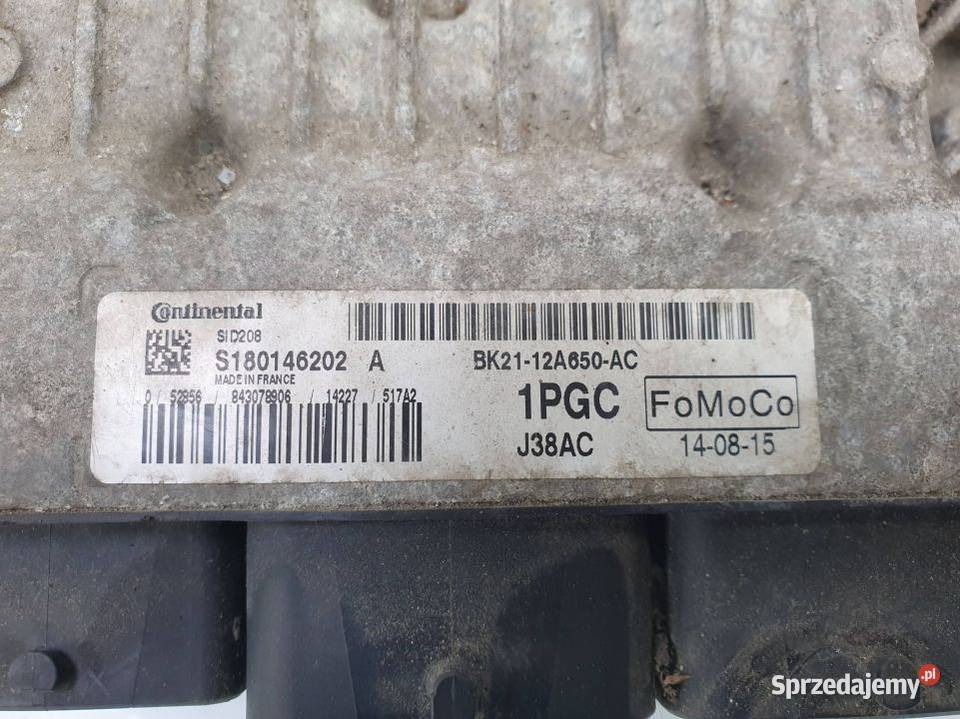 Continental
SID208
S180146202 A
MADE IN FRANCE
0 / 52956 / 843078906 / 14227 / 517A2
BK21-12A650-AC
1PGC
FoMoCo
J38AC
14-08-15
Sprzedajemy.pl